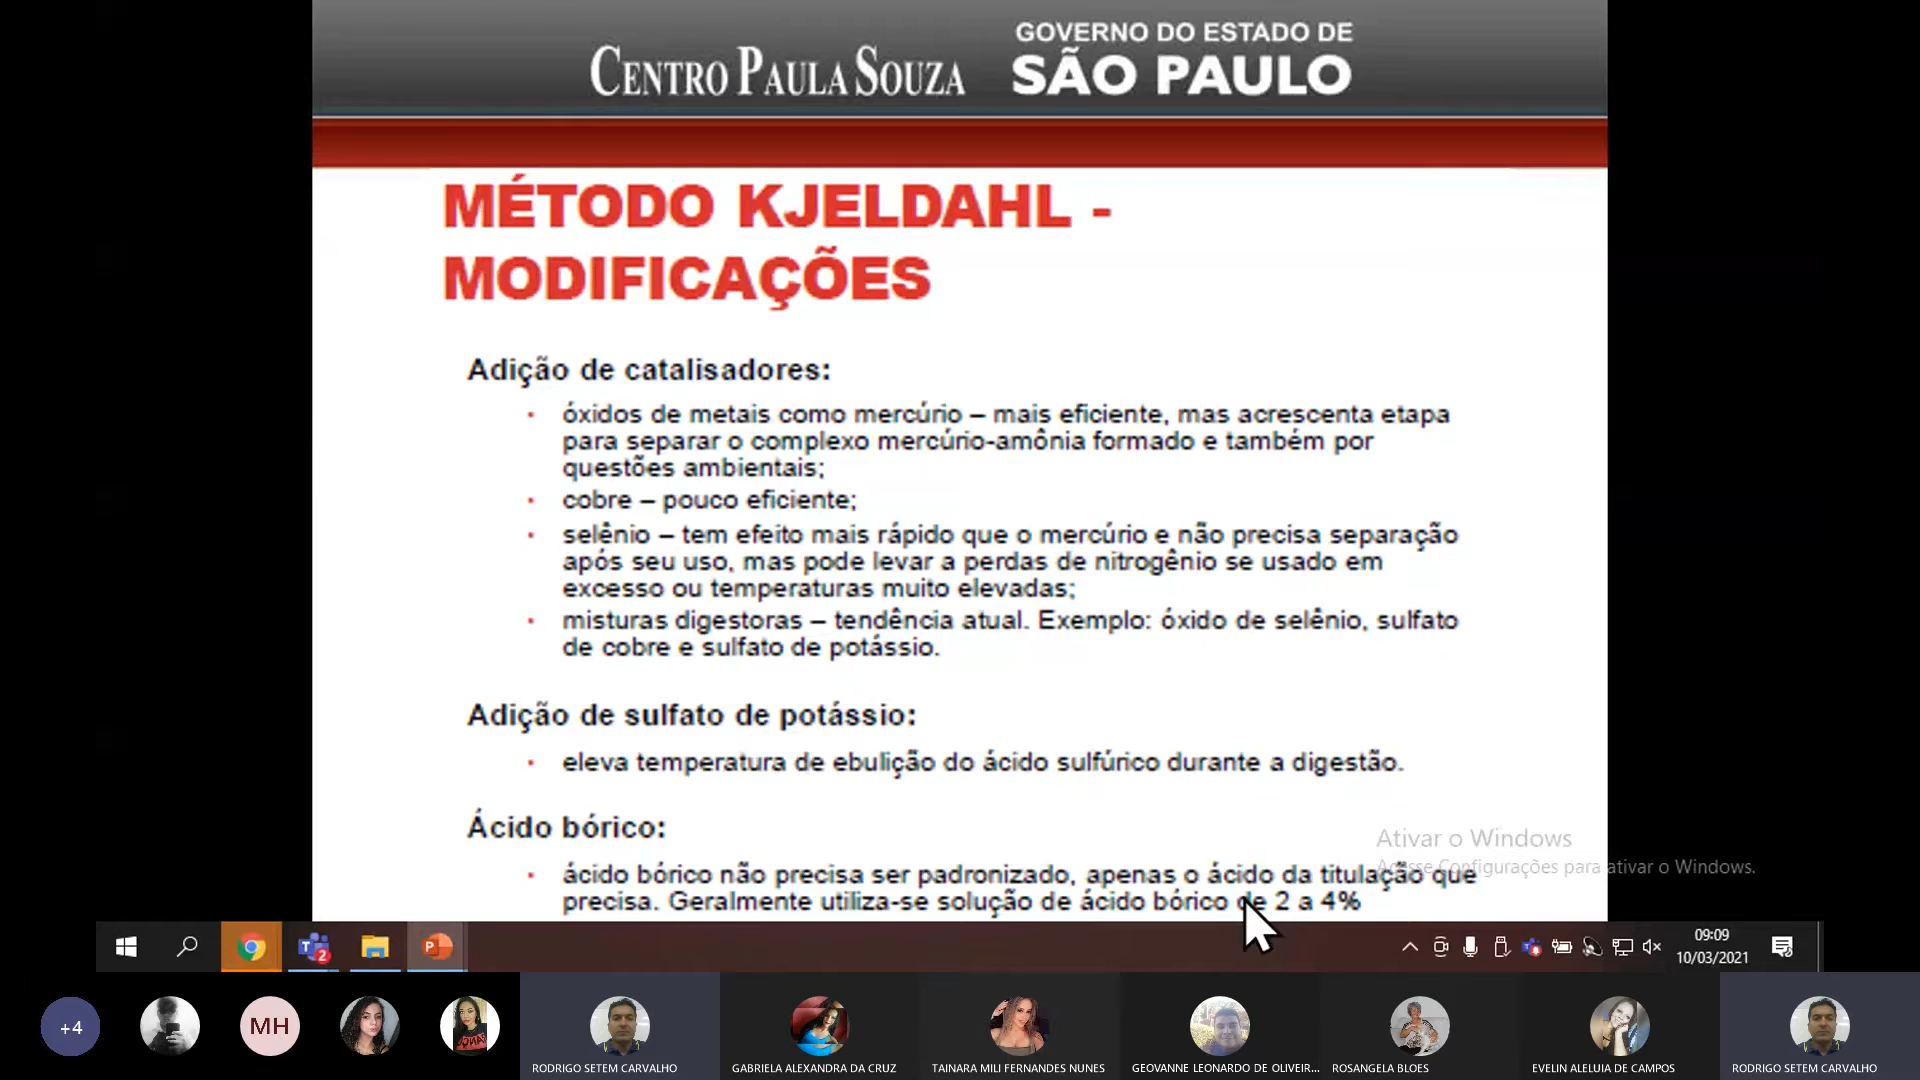 CENTRO PAULA SOUZA
GOVERNO DO ESTADO DE
SÃO PAULO
MÉTODO KJELDAHL -
MODIFICAÇÕES
Adição de catalisadores:
• óxidos de metais como mercúrio – mais eficiente, mas acrescenta etapa
para separar o complexo mercúrio-amônia formado e também por
questões ambientais;
• cobre – pouco eficiente;
• selênio – tem efeito mais rápido que o mercúrio e não precisa separação
após seu uso, mas pode levar a perdas de nitrogênio se usado em
excesso ou temperaturas muito elevadas;
• misturas digestoras – tendência atual. Exemplo: óxido de selênio, sulfato
de cobre e sulfato de potássio.
Adição de sulfato de potássio:
• eleva temperatura de ebulição do ácido sulfúrico durante a digestão.
Ácido bórico:
• ácido bórico não precisa ser padronizado, apenas o ácido da titulação que
precisa. Geralmente utiliza-se solução de ácido bórico de 2 a 4%
Ativar o Windows
Acesse Configurações para ativar o Windows.
2
09:09
10/03/2021
+4
MH
RODRIGO SETEM CARVALHO
GABRIELA ALEXANDRA DA CRUZ
TAINARA MILI FERNANDES NUNES
GEOVANNE LEONARDO DE OLIVEIR...
ROSANGELA BLOES
EVELIN ALELUIA DE CAMPOS
RODRIGO SETEM CARVALHO